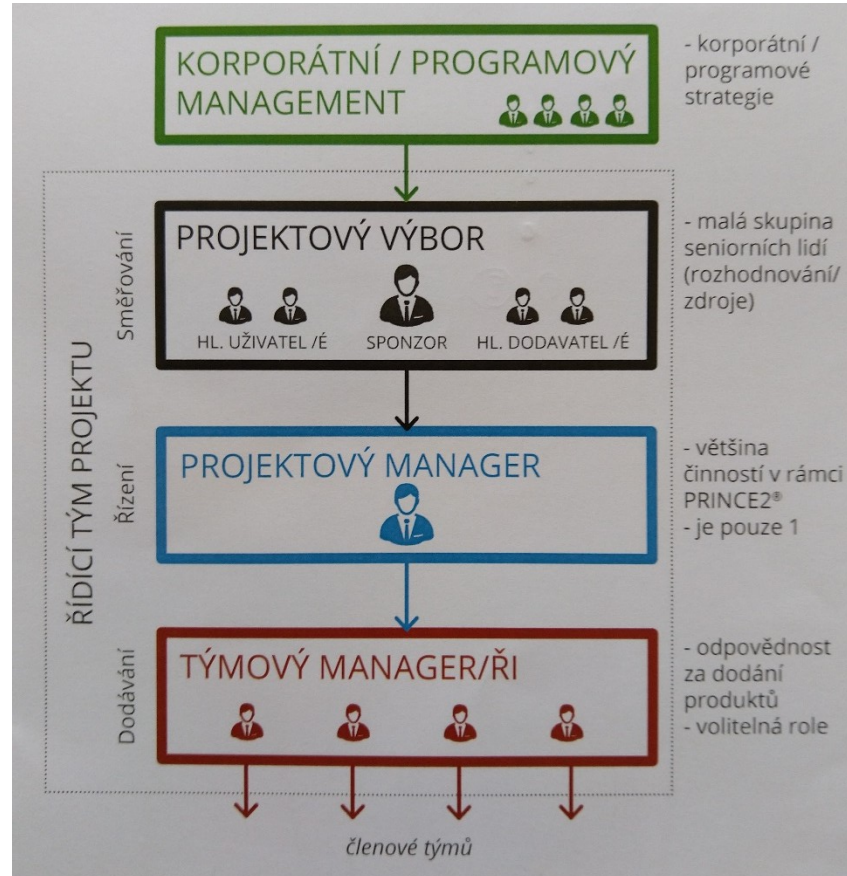 KORPORÁTNÍ / PROGRAMOVÝ
MANAGEMENT
- korporátní /
programové
strategie
ŘÍDÍCÍ TÝM PROJEKTU
Směřování
PROJEKTOVÝ VÝBOR
HL. UŽIVATEL /É
SPONZOR
HL. DODAVATEL /É
- malá skupina
seniorních lidí
(rozhodování/
zdroje)
Řízení
PROJEKTOVÝ MANAGER
- většina
činností v rámci
PRINCE2®
- je pouze 1
Dodávání
TÝMOVÝ MANAGER/ŘI
- odpovědnost
za dodání
produktů
- volitelná role
členové týmů